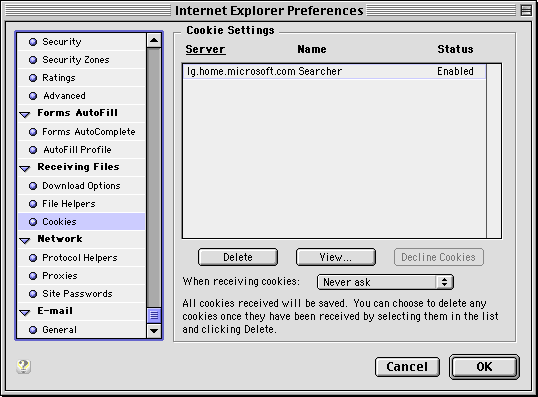 Internet Explorer Preferences
Security
Security Zones
Ratings
Advanced
Forms AutoFill
Forms AutoComplete
AutoFill Profile
Receiving Files
Download Options
File Helpers
Cookies
Network
Protocol Helpers
Proxies
Site Passwords
E-mail
General
?
Cookie Settings
Server Name Status
lg.home.microsoft.com Searcher Enabled
Delete View... Decline Cookies
When receiving cookies: Never ask
All cookies received will be saved. You can choose to delete any
cookies once they have been received by selecting them in the list
and clicking Delete.
Cancel OK